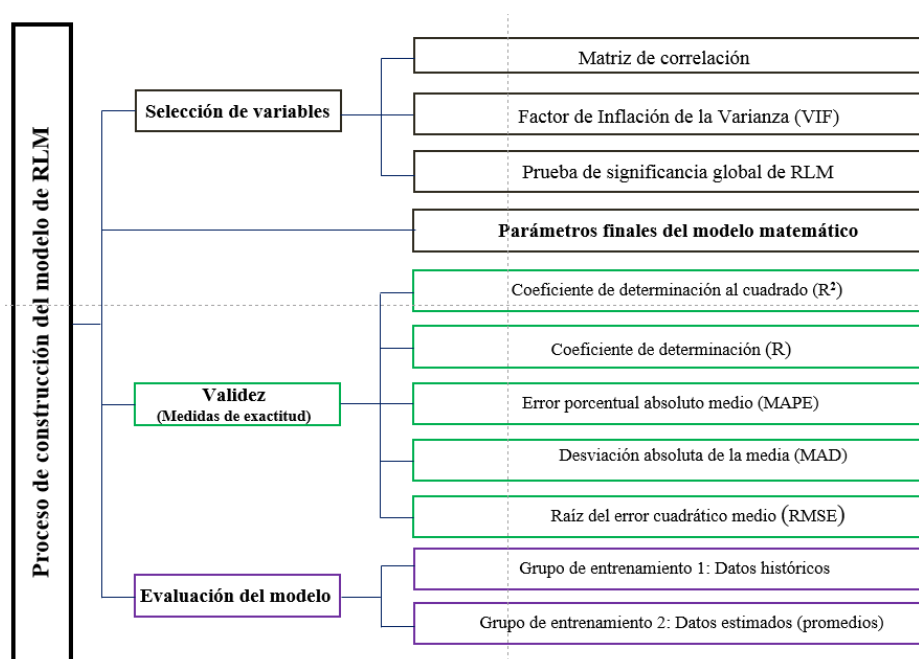 Proceso de construcción del modelo de RLM
Selección de variables
Matriz de correlación
Factor de Inflación de la Varianza (VIF)
Prueba de significancia global de RLM
Parámetros finales del modelo matemático
Validez
(Medidas de exactitud)
Coeficiente de determinación al cuadrado (R²)
Coeficiente de determinación (R)
Error porcentual absoluto medio (MAPE)
Desviación absoluta de la media (MAD)
Raíz del error cuadrático medio (RMSE)
Evaluación del modelo
Grupo de entrenamiento 1: Datos históricos
Grupo de entrenamiento 2: Datos estimados (promedios)